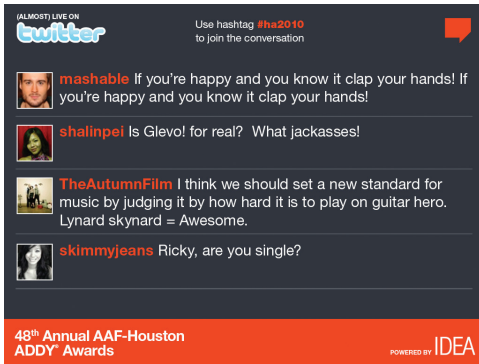 (ALMOST) LIVE ON
twitter
Use hashtag #ha2010
to join the conversation
mashable If you’re happy and you know it clap your hands! If
you’re happy and you know it clap your hands!
shalinpei Is Glevo! for real?  What jackasses!
TheAutumnFilm I think we should set a new standard for
music by judging it by how hard it is to play on guitar hero.
Lynard skynard = Awesome.
skimmyjeans Ricky, are you single?
48th Annual AAF-Houston
ADDY® Awards
POWERED BY IDEA